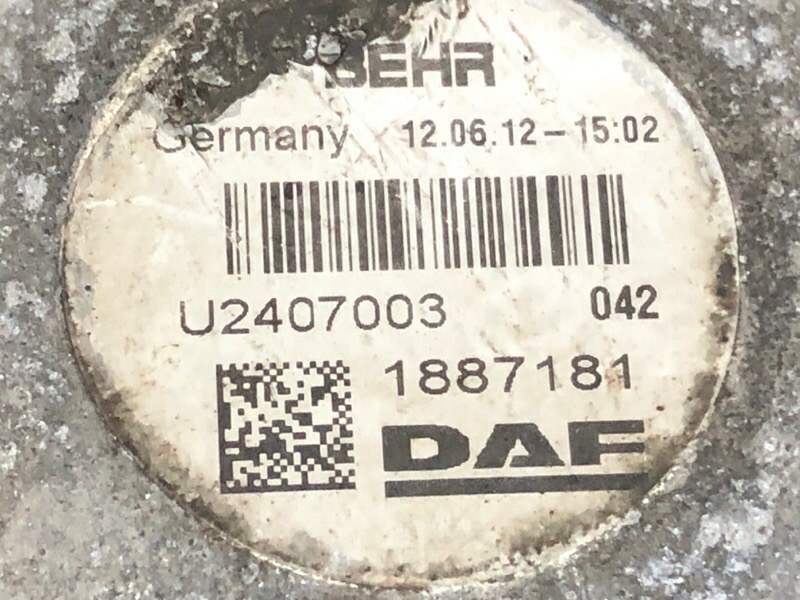 BEHR
Germany 12.06.12-15:02
U2407003 042
1887181
DAF